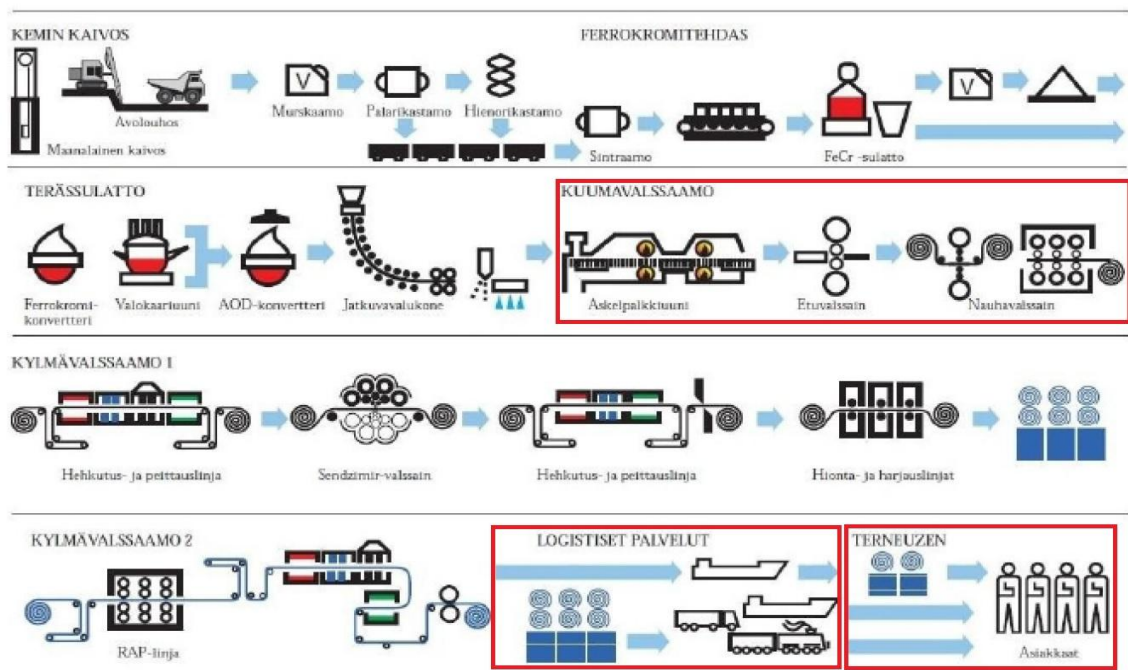 KEMIN KAIVOS
FERROKROMITEHDAS
V
V
Murskaamo
Palarikastamo
Hienorikastamo
Avolouhos
Maanalainen kaivos
Sintraamo
FeCr -sulatto
TERÄSSULATTO
KUUMAVALSSAAMO
Ferrokromi-
konvertteri
Valokaariuuni
AOD-konvertteri
Jatkuvavalukone
Askelpalkkiuuni
Etuvalssain
Nauhavalssain
KYLMÄVALSSAAMO 1
Hehkutus- ja peittauslinja
Sendzimir-valssain
Hehkutus- ja peittauslinja
Hionta- ja harjauslinjat
KYLMÄVALSSAAMO 2
LOGISTISET PALVELUT
TERNEUZEN
RAP-linja
Asiakkaat